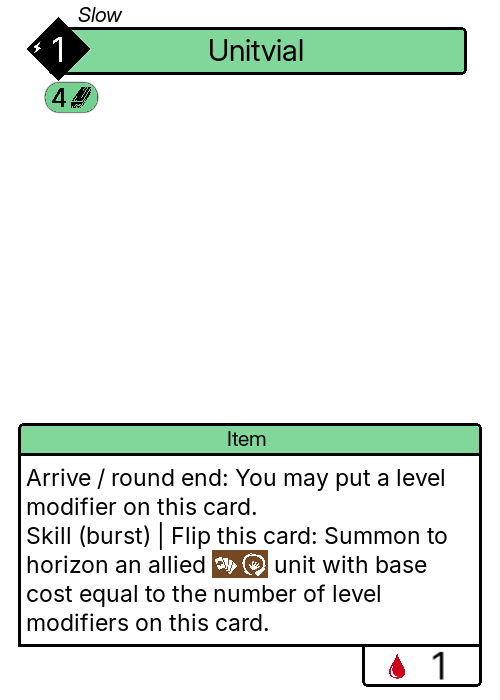 Slow
1 Unitvial
4
Item
Arrive / round end: You may put a level
modifier on this card.
Skill (burst) | Flip this card: Summon to
horizon an allied unit with base
cost equal to the number of level
modifiers on this card.
1